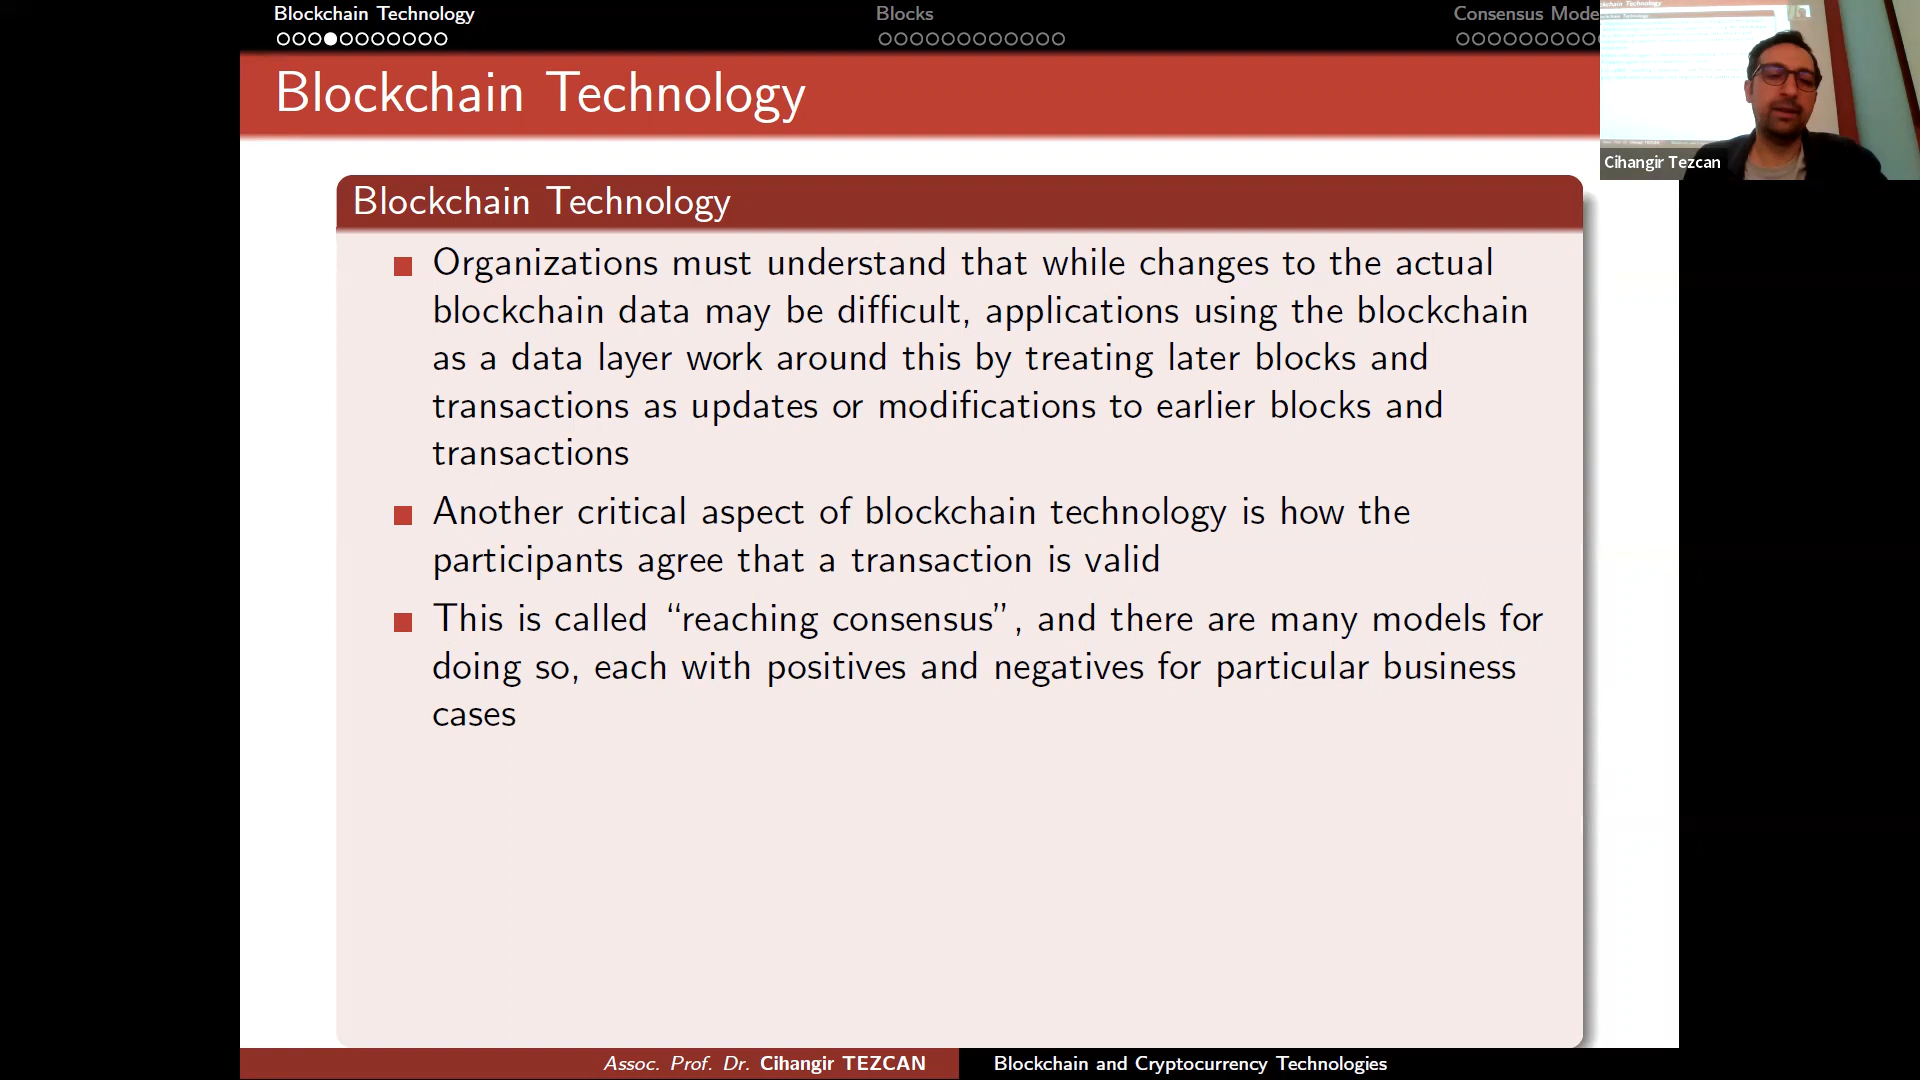 Blockchain Technology
Blocks
Consensus Mode
Blockchain Technology
Cihangir Tezcan
Blockchain Technology
Organizations must understand that while changes to the actual
blockchain data may be difficult, applications using the blockchain
as a data layer work around this by treating later blocks and
transactions as updates or modifications to earlier blocks and
transactions
Another critical aspect of blockchain technology is how the
participants agree that a transaction is valid
This is called “reaching consensus”, and there are many models for
doing so, each with positives and negatives for particular business
cases
Assoc. Prof. Dr. Cihangir TEZCAN
Blockchain and Cryptocurrency Technologies